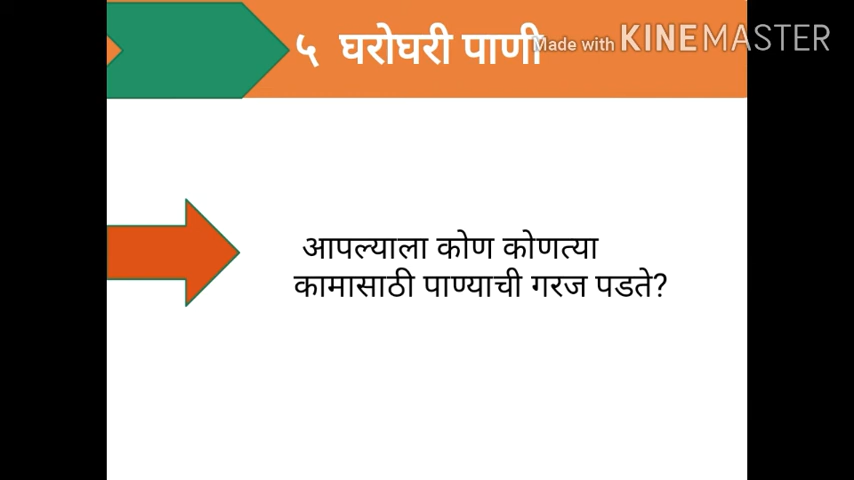 ५ घरोघरी पाणी
Made with KINEMASTER
आपल्याला कोण कोणत्या
कामासाठी पाण्याची गरज पडते?